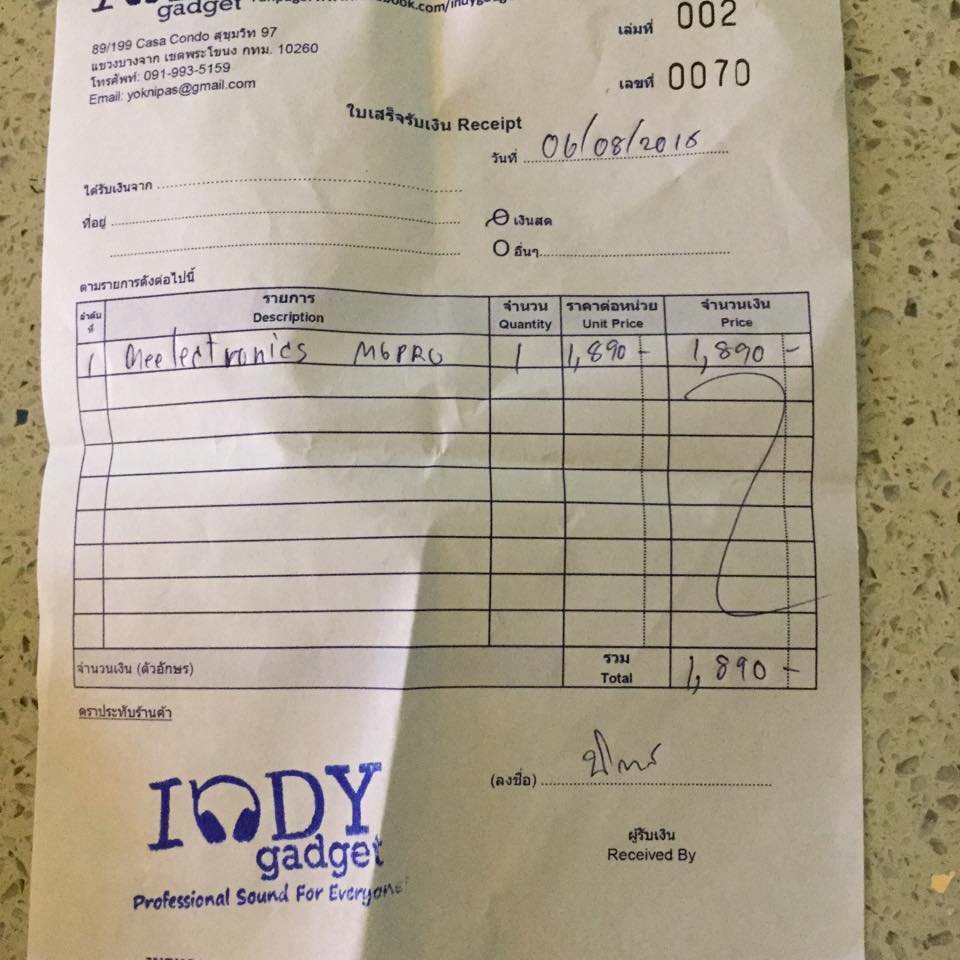 INDY
gadget
89/199 Casa Condo สุขุมวิท 97
แขวงบางจาก เขตพระโขนง กทม. 10260
โทรศัพท์: 091-993-5159
Email: yoknipas@gmail.com
เล่มที่ 002
เลขที่ 0070
ใบเสร็จรับเงิน Receipt
วันที่ 06/08/2016
ได้รับเงินจาก
ที่อยู่
เงินสด
อื่นๆ
ตามรายการดังต่อไปนี้
ลำดับที่ รายการ จำนวน ราคาต่อหน่วย จำนวนเงิน
Description Quantity Unit Price Price
1 Meelectronics M6PRO 1 1,890 - 1,890 -
จำนวนเงิน (ตัวอักษร) รวม
Total 1,890 -
ตราประทับร้านค้า
(ลงชื่อ)
INDY
gadget
Professional Sound For Everyone
ผู้รับเงิน
Received By